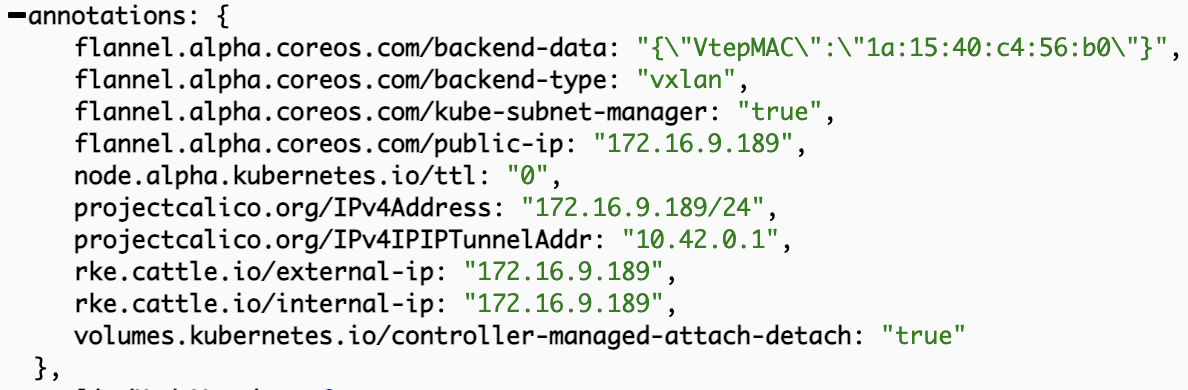 annotations: {
flannel.alpha.coreos.com/backend-data: "{\"VtepMAC\":\"1a:15:40:c4:56:b0\"}",
flannel.alpha.coreos.com/backend-type: "vxlan",
flannel.alpha.coreos.com/kube-subnet-manager: "true",
flannel.alpha.coreos.com/public-ip: "172.16.9.189",
node.alpha.kubernetes.io/ttl: "0",
projectcalico.org/IPv4Address: "172.16.9.189/24",
projectcalico.org/IPv4IPIPTunnelAddr: "10.42.0.1",
rke.cattle.io/external-ip: "172.16.9.189",
rke.cattle.io/internal-ip: "172.16.9.189",
volumes.kubernetes.io/controller-managed-attach-detach: "true"
},